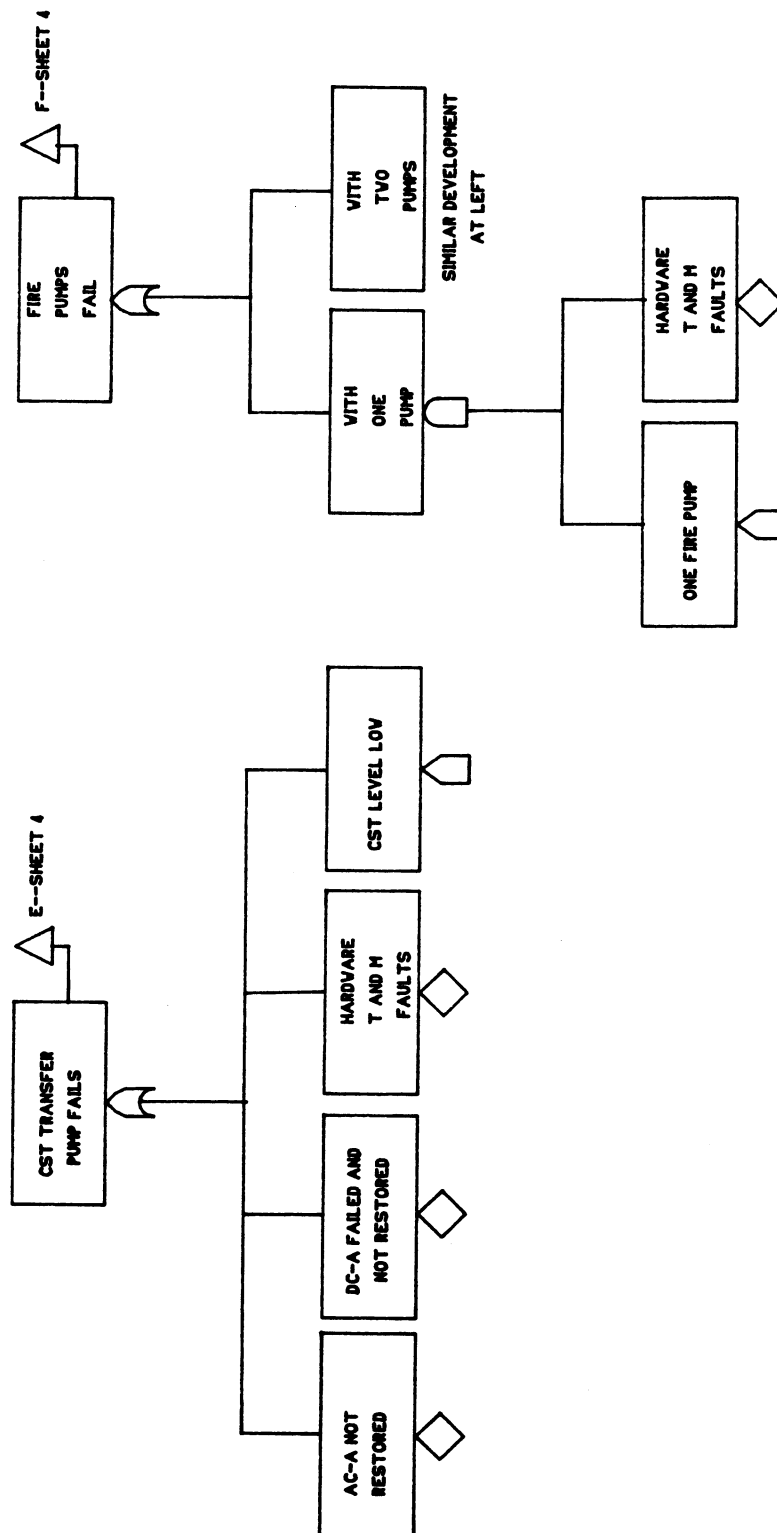 CST TRANSFER
PUMP FAILS
E--SHEET 4
AC-A NOT
RESTORED
DC-A FAILED AND
NOT RESTORED
HARDWARE
T AND M
FAULTS
CST LEVEL LOW
FIRE
PUMPS
FAIL
F--SHEET 4
WITH
ONE
PUMP
WITH
TWO
PUMPS
SIMILAR DEVELOPMENT
AT LEFT
ONE FIRE PUMP
HARDWARE
T AND M
FAULTS